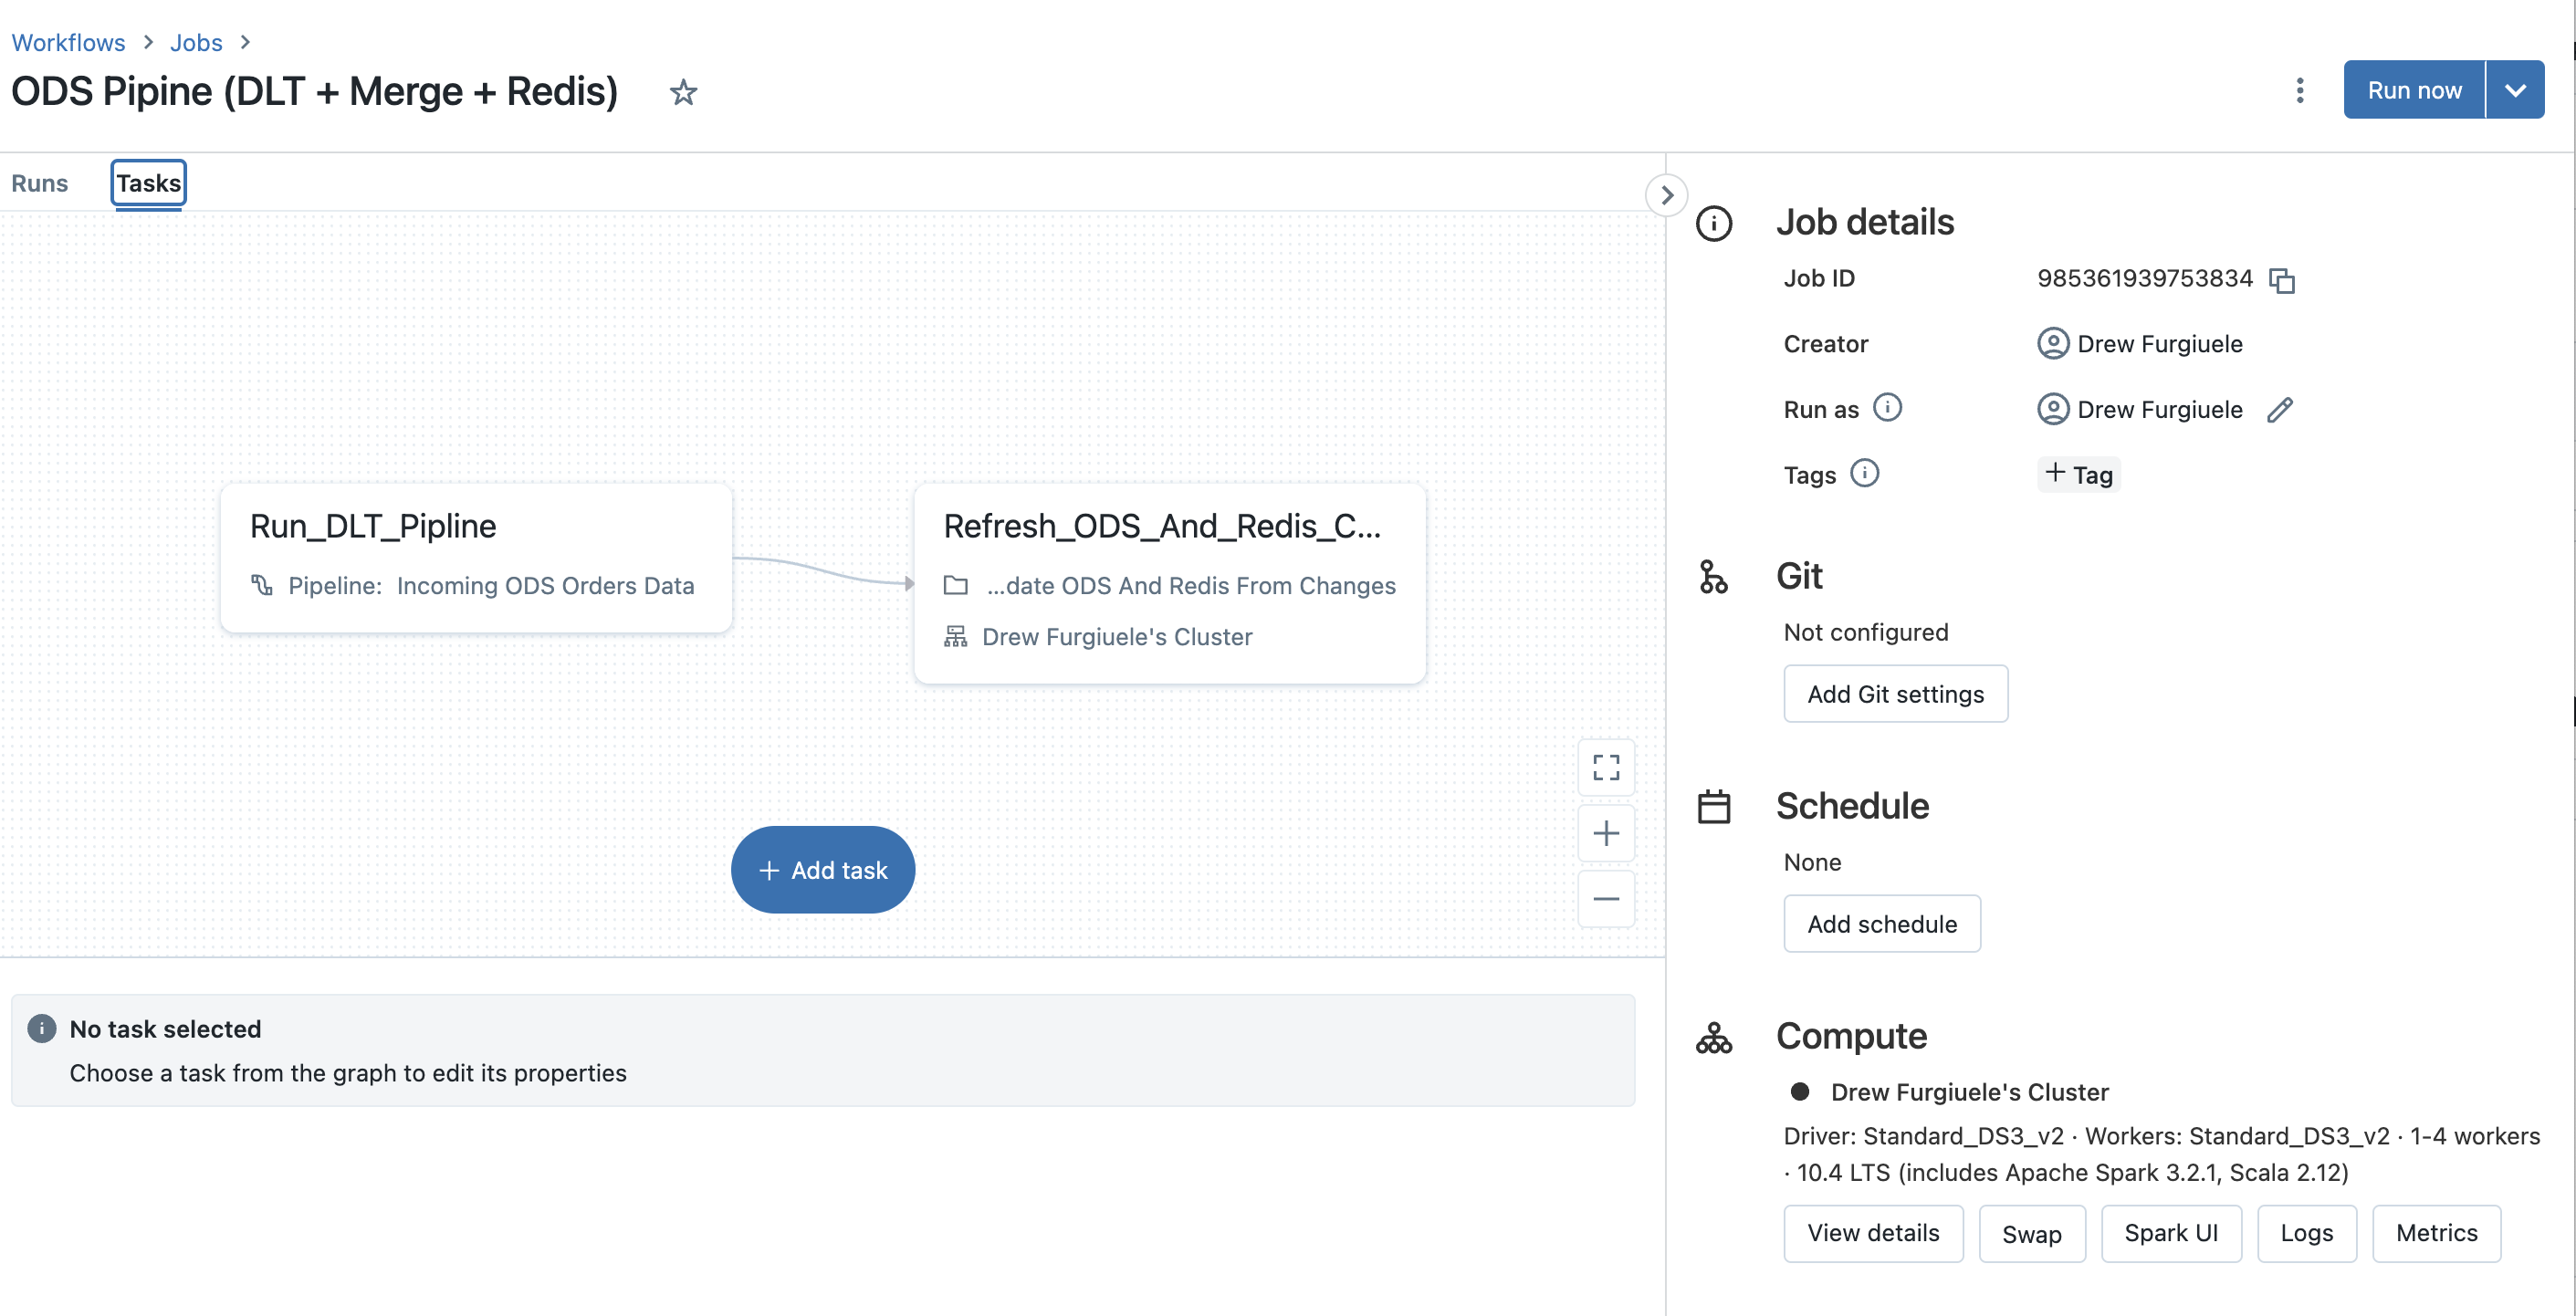 Workflows > Jobs >
ODS Pipine (DLT + Merge + Redis)
Run now
Runs
Tasks
Run_DLT_Pipline
Pipeline: Incoming ODS Orders Data
Refresh_ODS_And_Redis_C...
...date ODS And Redis From Changes
Drew Furgiuele's Cluster
+ Add task
No task selected
Choose a task from the graph to edit its properties
Job details
Job ID 985361939753834
Creator Drew Furgiuele
Run as Drew Furgiuele
Tags + Tag
Git
Not configured
Add Git settings
Schedule
None
Add schedule
Compute
Drew Furgiuele's Cluster
Driver: Standard_DS3_v2 · Workers: Standard_DS3_v2 · 1-4 workers
· 10.4 LTS (includes Apache Spark 3.2.1, Scala 2.12)
View details Swap Spark UI Logs Metrics